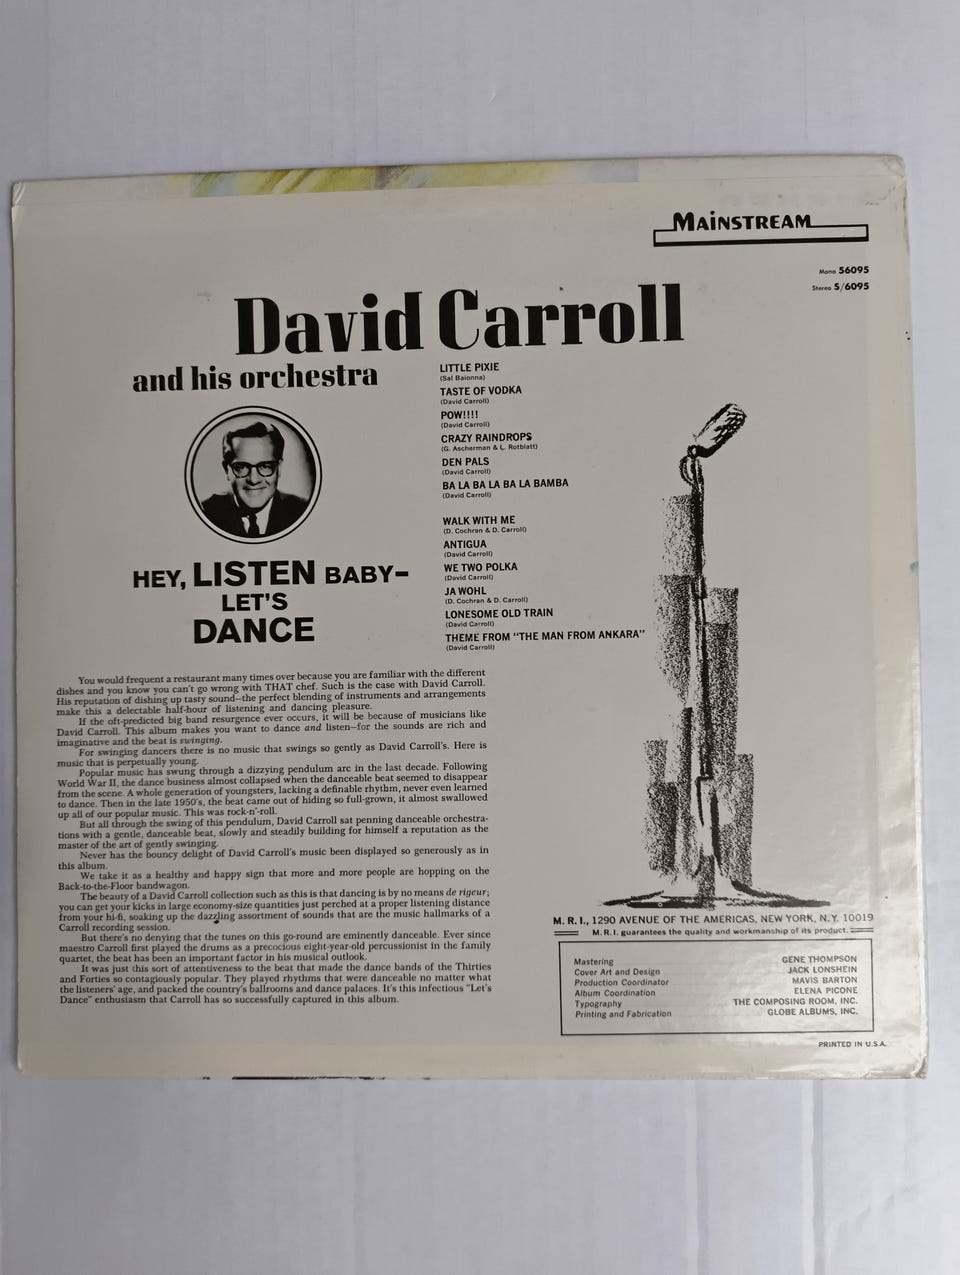 MAINSTREAM
Mono 56095
Stereo S/6095
David Carroll
and his orchestra
HEY, LISTEN BABY–
LET'S
DANCE
LITTLE PIXIE
(Sal Baionna)
TASTE OF VODKA
(David Carroll)
POW!!!!
(David Carroll)
CRAZY RAINDROPS
(G. Ascherman & L. Rotblatt)
DEN PALS
(David Carroll)
BA LA BA LA BA LA BAMBA
(David Carroll)
WALK WITH ME
(D. Cochran & D. Carroll)
ANTIGUA
(David Carroll)
WE TWO POLKA
(David Carroll)
JA WOHL
(D. Cochran & D. Carroll)
LONESOME OLD TRAIN
(David Carroll)
THEME FROM "THE MAN FROM ANKARA"
(David Carroll)
You would frequent a restaurant many times over because you are familiar with the different
dishes and you know you can't go wrong with THAT chef. Such is the case with David Carroll.
His reputation of dishing up tasty sound—the perfect blending of instruments and arrangements
make this a delectable half-hour of listening and dancing pleasure.
If the oft-predicted big band resurgence ever occurs, it will be because of musicians like
David Carroll. This album makes you want to dance and listen—for the sounds are rich and
imaginative and the beat is swinging.
For swinging dancers there is no music that swings so gently as David Carroll's. Here is
music that is perpetually young.
Popular music has swung through a dizzying pendulum arc in the last decade. Following
World War II, the dance business almost collapsed when the danceable beat seemed to disappear
from the scene. A whole generation of youngsters, lacking a definable rhythm, never even learned
to dance. Then in the late 1950's, the beat came out of hiding so full-grown, it almost swallowed
up all of our popular music. This was rock-n'-roll.
But all through the swing of this pendulum, David Carroll sat penning danceable orchestra-
tions with a gentle, danceable beat, slowly and steadily building for himself a reputation as the
master of the art of gently swinging.
Never has the bouncy delight of David Carroll's music been displayed so generously as in
this album.
We take it as a healthy and happy sign that more and more people are hopping on the
Back-to-the-Floor bandwagon.
The beauty of a David Carroll collection such as this is that dancing is by no means de rigeur;
you can get your kicks in large economy-size quantities just perched at a proper listening distance
from your hi-fi, soaking up the dazzling assortment of sounds that are the music hallmarks of a
Carroll recording session.
But there's no denying that the tunes on this go-round are eminently danceable. Ever since
maestro Carroll first played the drums as a precocious eight-year-old percussionist in the family
quartet, the beat has been an important factor in his musical outlook.
It was just this sort of attentiveness to the beat that made the dance bands of the Thirties
and Forties so contagiously popular. They played rhythms that were danceable no matter what
the listeners' age, and packed the country's ballrooms and dance palaces. It's this infectious "Let's
Dance" enthusiasm that Carroll has so successfully captured in this album.
M. R. I., 1290 AVENUE OF THE AMERICAS, NEW YORK, N.Y. 10019
M. R. I. guarantees the quality and workmanship of its product.
Mastering GENE THOMPSON
Cover Art and Design JACK LONSHEIN
Production Coordinator MAVIS BARTON
Album Coordination ELENA PICONE
Typography THE COMPOSING ROOM, INC.
Printing and Fabrication GLOBE ALBUMS, INC.
PRINTED IN U.S.A.